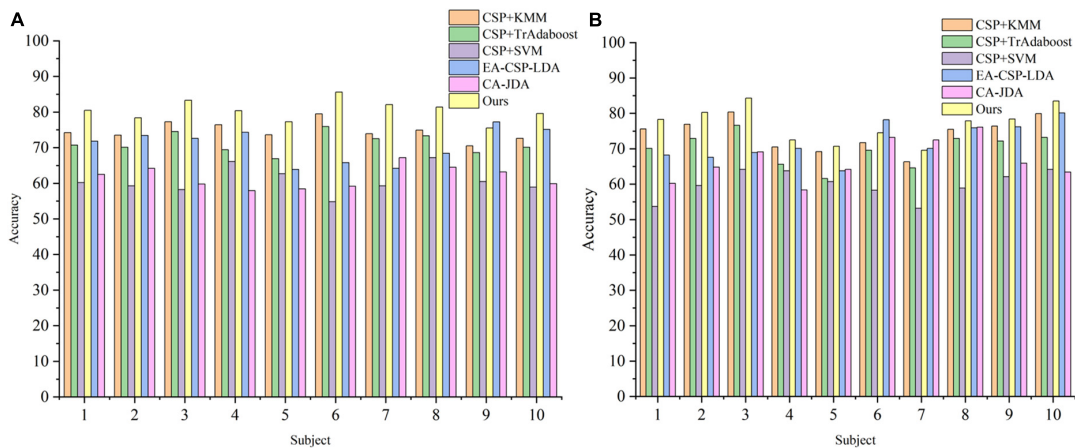 A
CSP+KMM
CSP+TrAdaboost
CSP+SVM
EA-CSP-LDA
CA-JDA
Ours
100
90
80
70
60
50
40
30
20
10
0
Accuracy
1 2 3 4 5 6 7 8 9 10
Subject
B
CSP+KMM
CSP+TrAdaboost
CSP+SVM
EA-CSP-LDA
CA-JDA
Ours
100
90
80
70
60
50
40
30
20
10
0
Accuracy
1 2 3 4 5 6 7 8 9 10
Subject